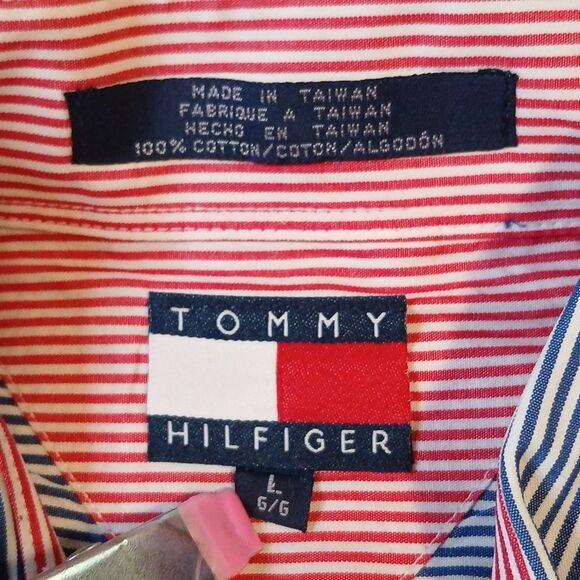 MADE IN TAIWAN
FABRIQUE A TAIWAN
HECHO EN TAIWAN
100% COTTON/COTON/ALGODÓN
TOMMY
HILFIGER
L
G/G